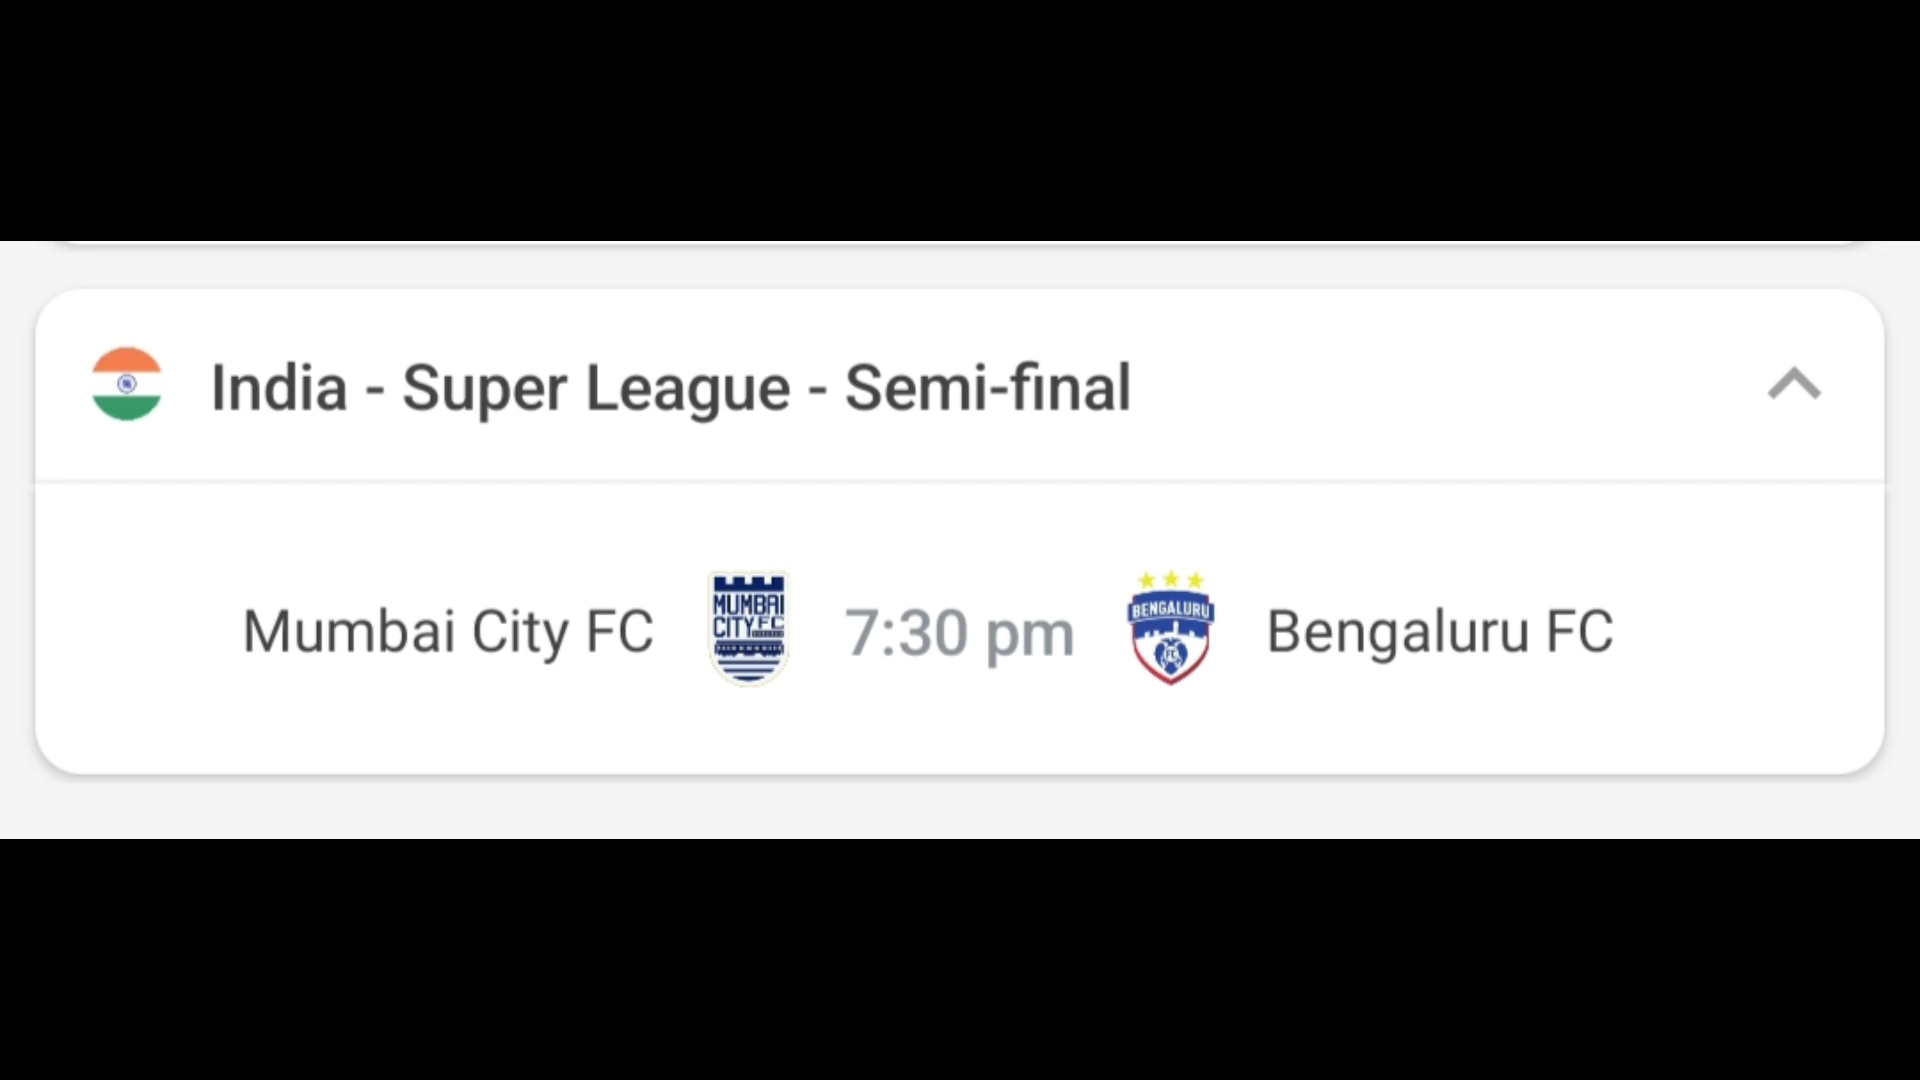 India - Super League - Semi-final
Mumbai City FC
MUMBAI
CITY FC
7:30 pm
BENGALURU
FC
Bengaluru FC